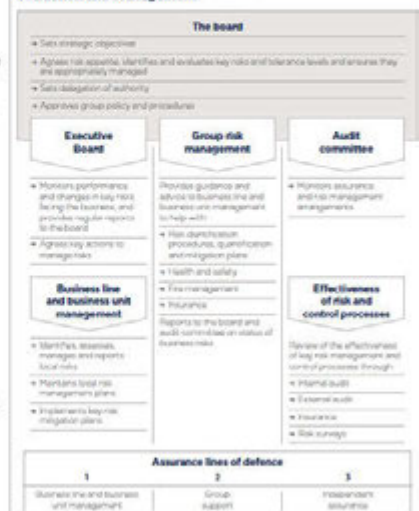 The board
→ Sets strategic objectives
→ Agrees risk appetite, identifies and evaluates key risks and tolerance levels and ensures they
are appropriately managed
→ Sets delegation of authority
→ Approves group policy and procedures
Executive
Board
→ Monitors performance
and changes in key risks
facing the business, and
provides regular reports
to the board
→ Agrees key actions to
manage risks
Business line
and business unit
management
→ Identifies, assesses,
manages and reports
local risks
→ Maintains local risk
management plans
→ Implements key risk
mitigation plans
Group risk
management
Provides guidance and
advice to business line and
business unit management
to help with:
→ Risk identification
procedures, quantification
and mitigation plans
→ Health and safety
→ Fire management
→ Insurance
Reports to the board and
audit committee on status of
business risks
Audit
committee
→ Monitors assurance
and risk management
arrangements
Effectiveness
of risk and
control processes
Review of the effectiveness
of key risk management and
control processes through:
→ Internal audit
→ External audit
→ Insurance
→ Risk surveys
Assurance lines of defence
1
2
3
Business line and business
unit management
Group
support
Independent
assurance